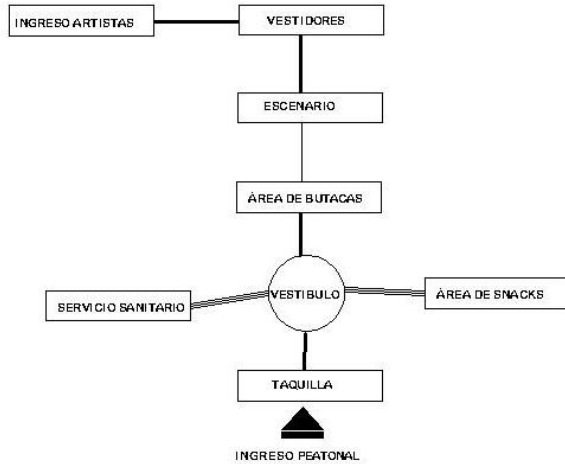 INGRESO ARTISTAS
VESTIDORES
ESCENARIO
ÁREA DE BUTACAS
SERVICIO SANITARIO
VESTIBULO
ÁREA DE SNACKS
TAQUILLA
INGRESO PEATONAL